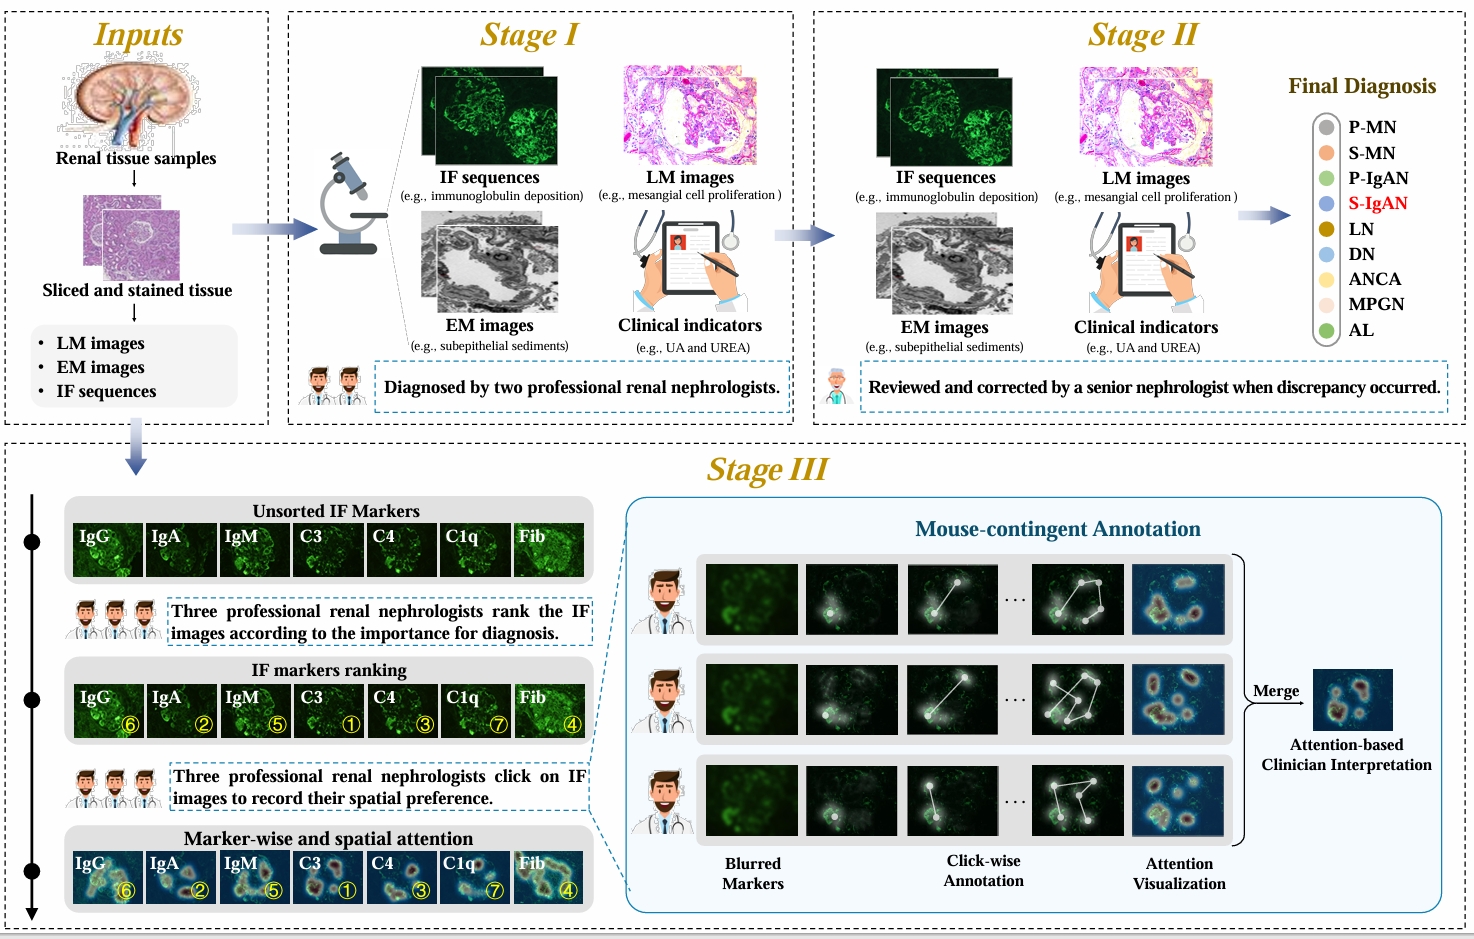 Inputs
Renal tissue samples
Sliced and stained tissue
• LM images
• EM images
• IF sequences
Stage I
IF sequences
(e.g., immunoglobulin deposition)
LM images
(e.g., mesangial cell proliferation )
EM images
(e.g., subepithelial sediments)
Clinical indicators
(e.g., UA and UREA)
Diagnosed by two professional renal nephrologists.
Stage II
IF sequences
(e.g., immunoglobulin deposition)
LM images
(e.g., mesangial cell proliferation )
EM images
(e.g., subepithelial sediments)
Clinical indicators
(e.g., UA and UREA)
Final Diagnosis
P-MN
S-MN
P-IgAN
S-IgAN
LN
DN
ANCA
MPGN
AL
Reviewed and corrected by a senior nephrologist when discrepancy occurred.
Stage III
Unsorted IF Markers
IgG IgA IgM C3 C4 C1q Fib
Three professional renal nephrologists rank the IF
images according to the importance for diagnosis.
IF markers ranking
IgG IgA IgM C3 C4 C1q Fib
⑥ ② ⑤ ① ③ ⑦ ④
Three professional renal nephrologists click on IF
images to record their spatial preference.
Marker-wise and spatial attention
IgG IgA IgM C3 C4 C1q Fib
⑥ ② ⑤ ① ③ ⑦ ④
Mouse-contingent Annotation
...
...
...
Blurred
Markers
Click-wise
Annotation
Attention
Visualization
Merge
Attention-based
Clinician Interpretation